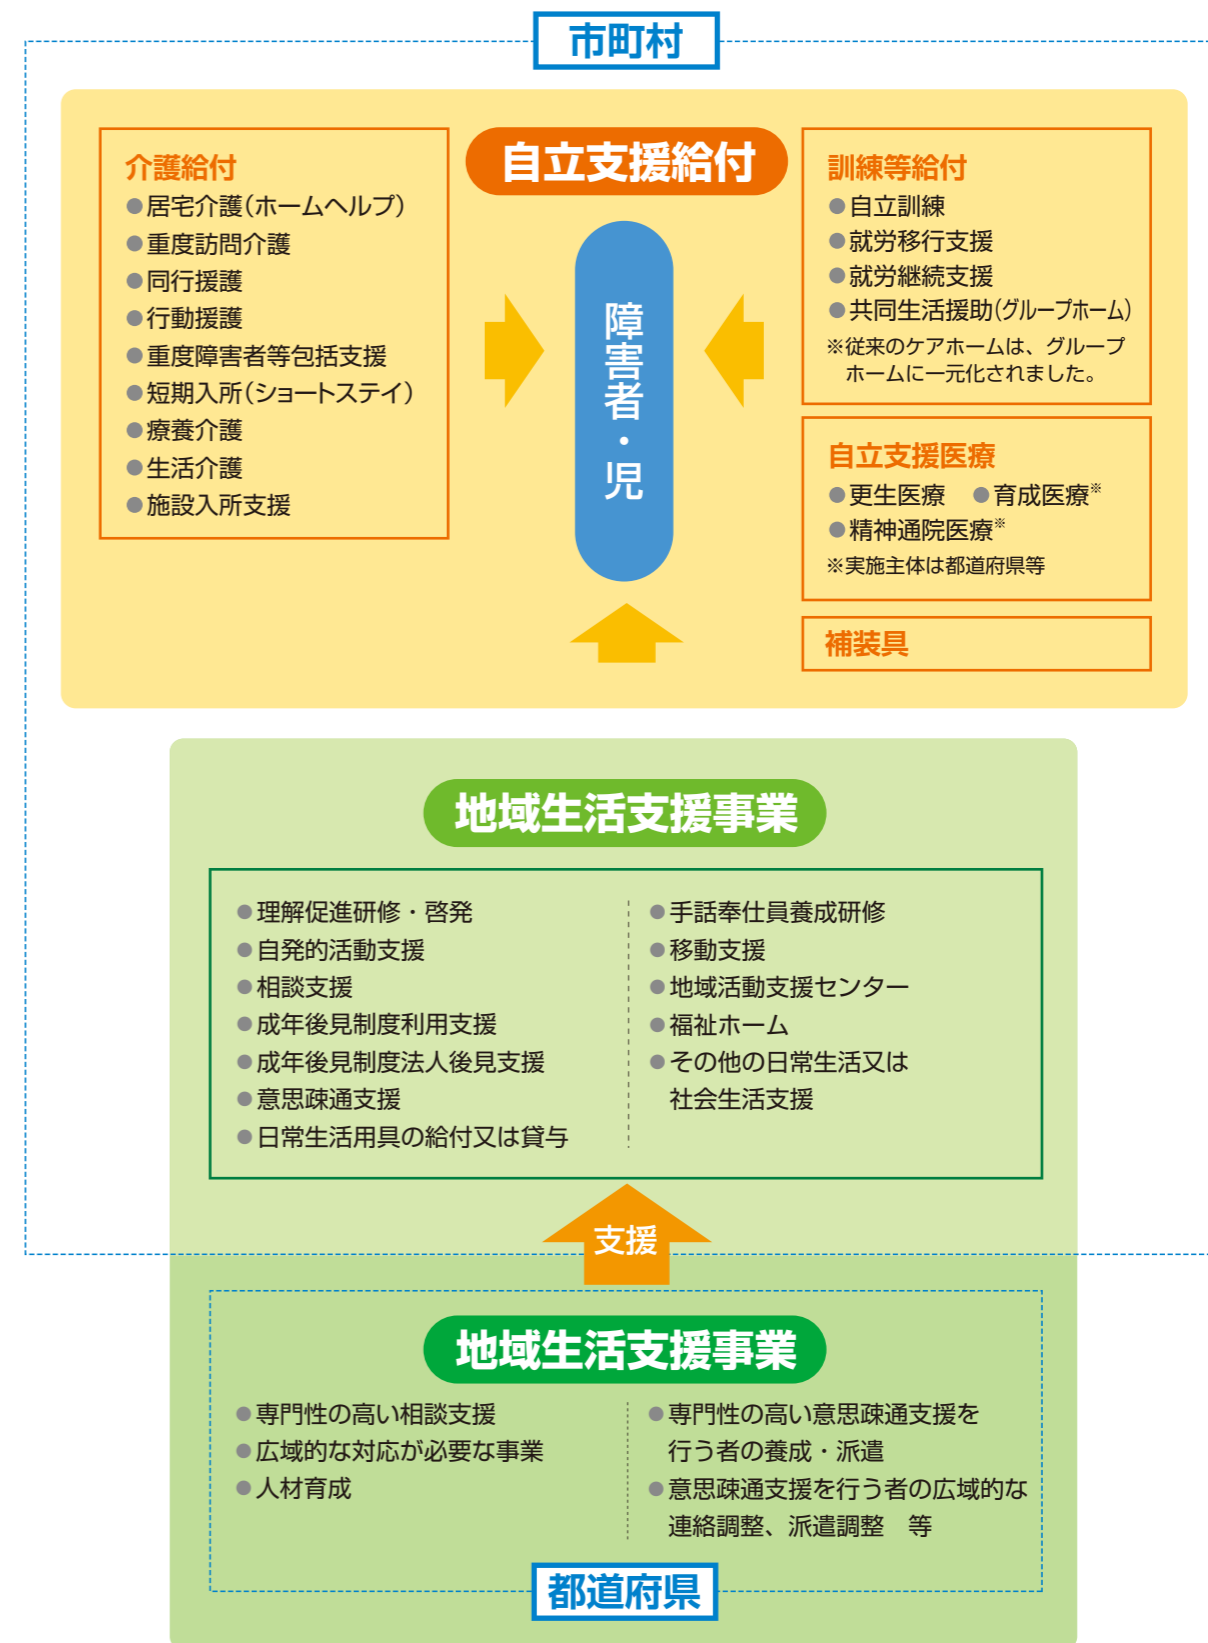 市町村
自立支援給付
介護給付
●居宅介護(ホームヘルプ)
●重度訪問介護
●同行援護
●行動援護
●重度障害者等包括支援
●短期入所(ショートステイ)
●療養介護
●生活介護
●施設入所支援
障害者・児
訓練等給付
●自立訓練
●就労移行支援
●就労継続支援
●共同生活援助(グループホーム)
※従来のケアホームは、グループ
ホームに一元化されました。
自立支援医療
●更生医療 ●育成医療※
●精神通院医療※
※実施主体は都道府県等
補装具
地域生活支援事業
●理解促進研修・啓発
●自発的活動支援
●相談支援
●成年後見制度利用支援
●成年後見制度法人後見支援
●意思疎通支援
●日常生活用具の給付又は貸与
●手話奉仕員養成研修
●移動支援
●地域活動支援センター
●福祉ホーム
●その他の日常生活又は
社会生活支援
支援
地域生活支援事業
●専門性の高い相談支援
●広域的な対応が必要な事業
●人材育成
●専門性の高い意思疎通支援を
行う者の養成・派遣
●意思疎通支援を行う者の広域的な
連絡調整、派遣調整 等
都道府県